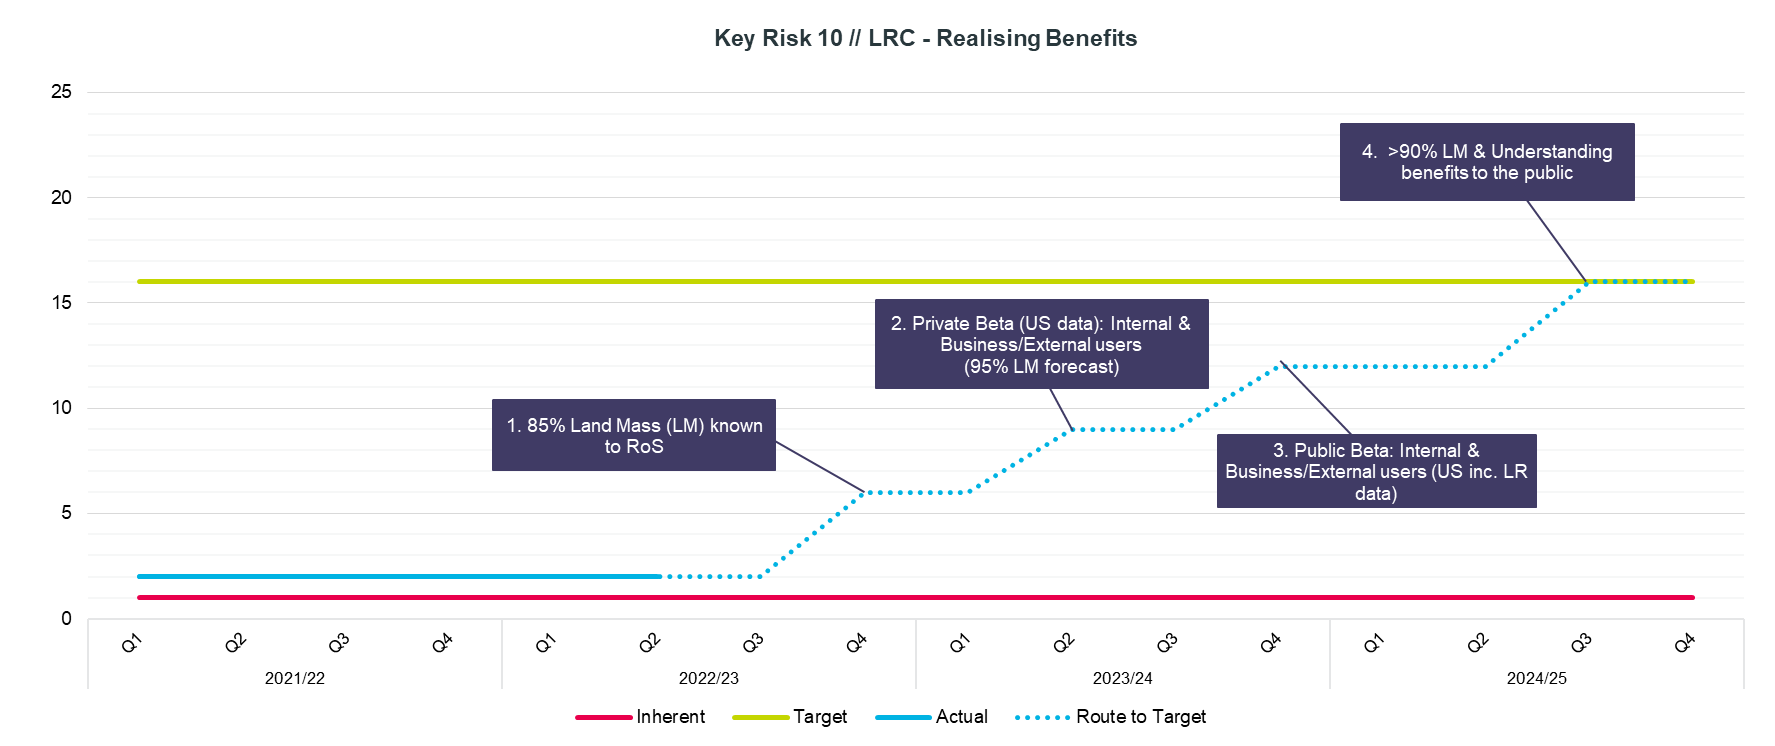 Key Risk 10 // LRC - Realising Benefits
25
20
15
10
5
0
4.  >90% LM & Understanding
benefits to the public
2. Private Beta (US data): Internal &
Business/External users
(95% LM forecast)
1. 85% Land Mass (LM) known
to RoS
3. Public Beta: Internal &
Business/External users (US inc. LR
data)
Q1 Q2 Q3 Q4 Q1 Q2 Q3 Q4 Q1 Q2 Q3 Q4 Q1 Q2 Q3 Q4
2021/22 2022/23 2023/24 2024/25
Inherent Target Actual Route to Target